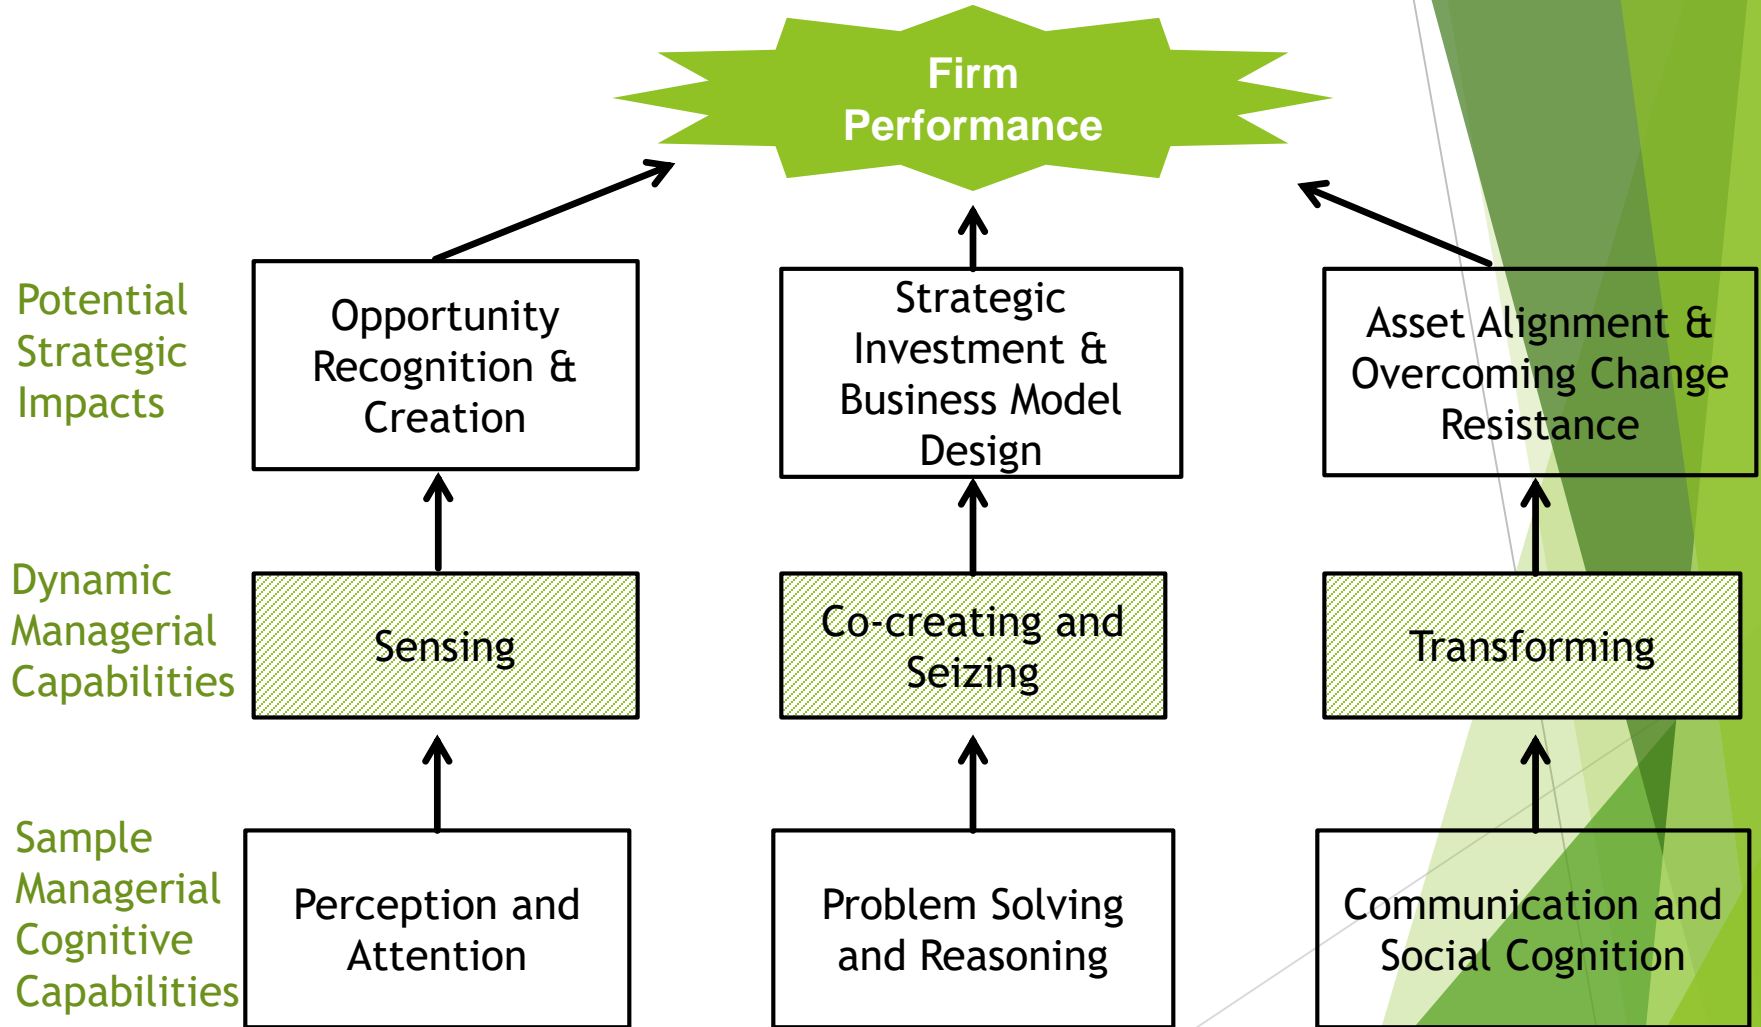 Firm
Performance
Potential
Strategic
Impacts
Opportunity
Recognition &
Creation
Strategic
Investment &
Business Model
Design
Asset Alignment &
Overcoming Change
Resistance
Dynamic
Managerial
Capabilities
Sensing
Co-creating and
Seizing
Transforming
Sample
Managerial
Cognitive
Capabilities
Perception and
Attention
Problem Solving
and Reasoning
Communication and
Social Cognition